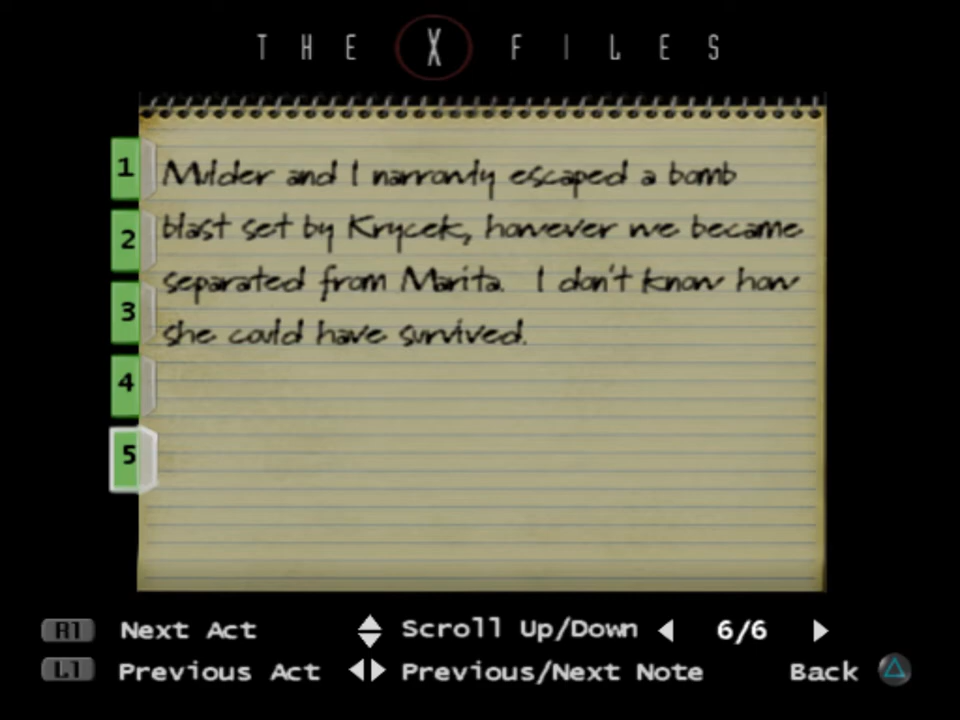 THE X FILES
1
2
3
4
5
Mulder and I narrowly escaped a bomb
blast set by Krycek, however we became
separated from Marita. I don't know how
she could have survived.
R1 Next Act Scroll Up/Down 6/6
L1 Previous Act Previous/Next Note Back